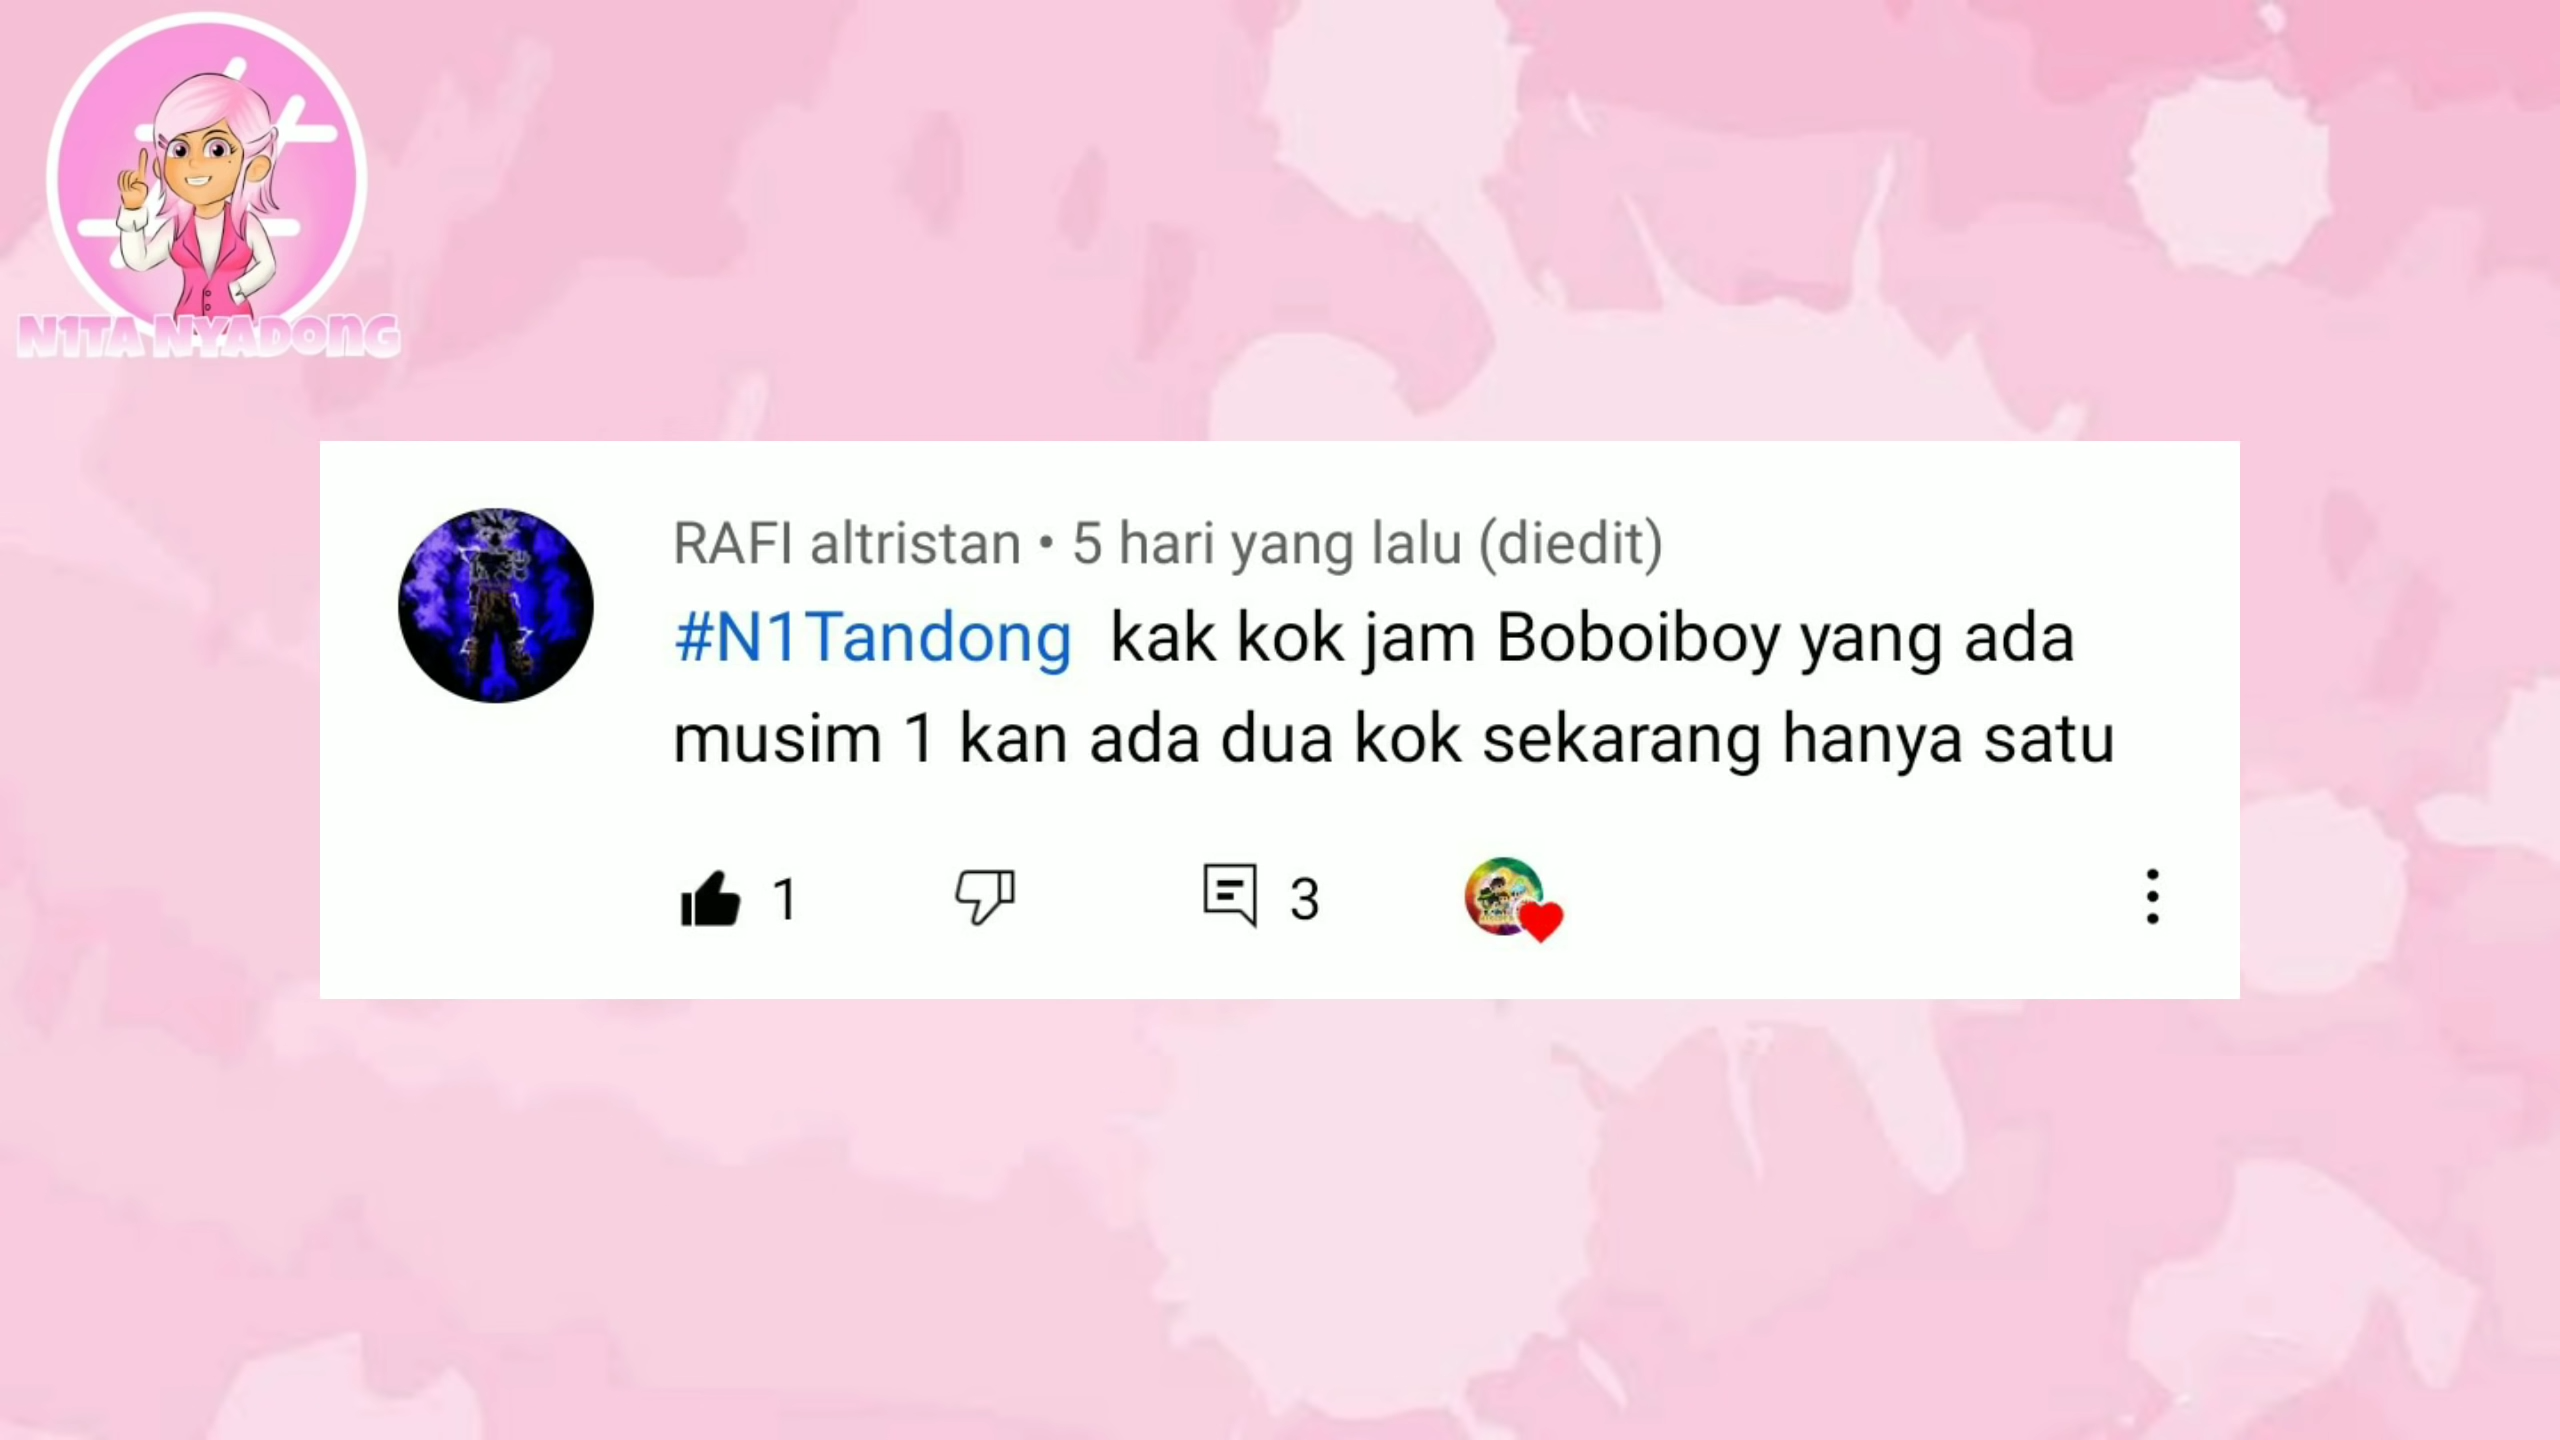 N1TA NYADONG
RAFI altristan • 5 hari yang lalu (diedit)
#N1Tandong kak kok jam Boboiboy yang ada
musim 1 kan ada dua kok sekarang hanya satu
1 3